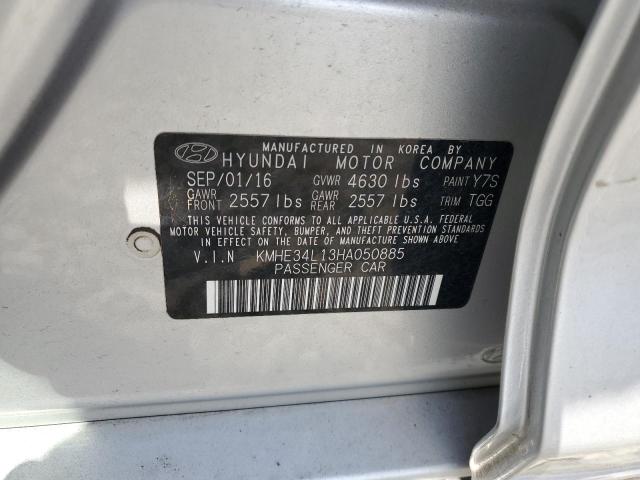 MANUFACTURED IN KOREA BY
HYUNDAI MOTOR COMPANY
SEP/01/16 GVWR 4630 lbs PAINT Y7S
GAWR FRONT 2557 lbs GAWR REAR 2557 lbs TRIM TGG
THIS VEHICLE CONFORMS TO ALL APPLICABLE U.S.A. FEDERAL
MOTOR VEHICLE SAFETY, BUMPER, AND THEFT PREVENTION
STANDARDS IN EFFECT ON THE DATE OF MANUFACTURE SHOWN ABOVE.
V.I.N KMHE34L13HA050885
PASSENGER CAR